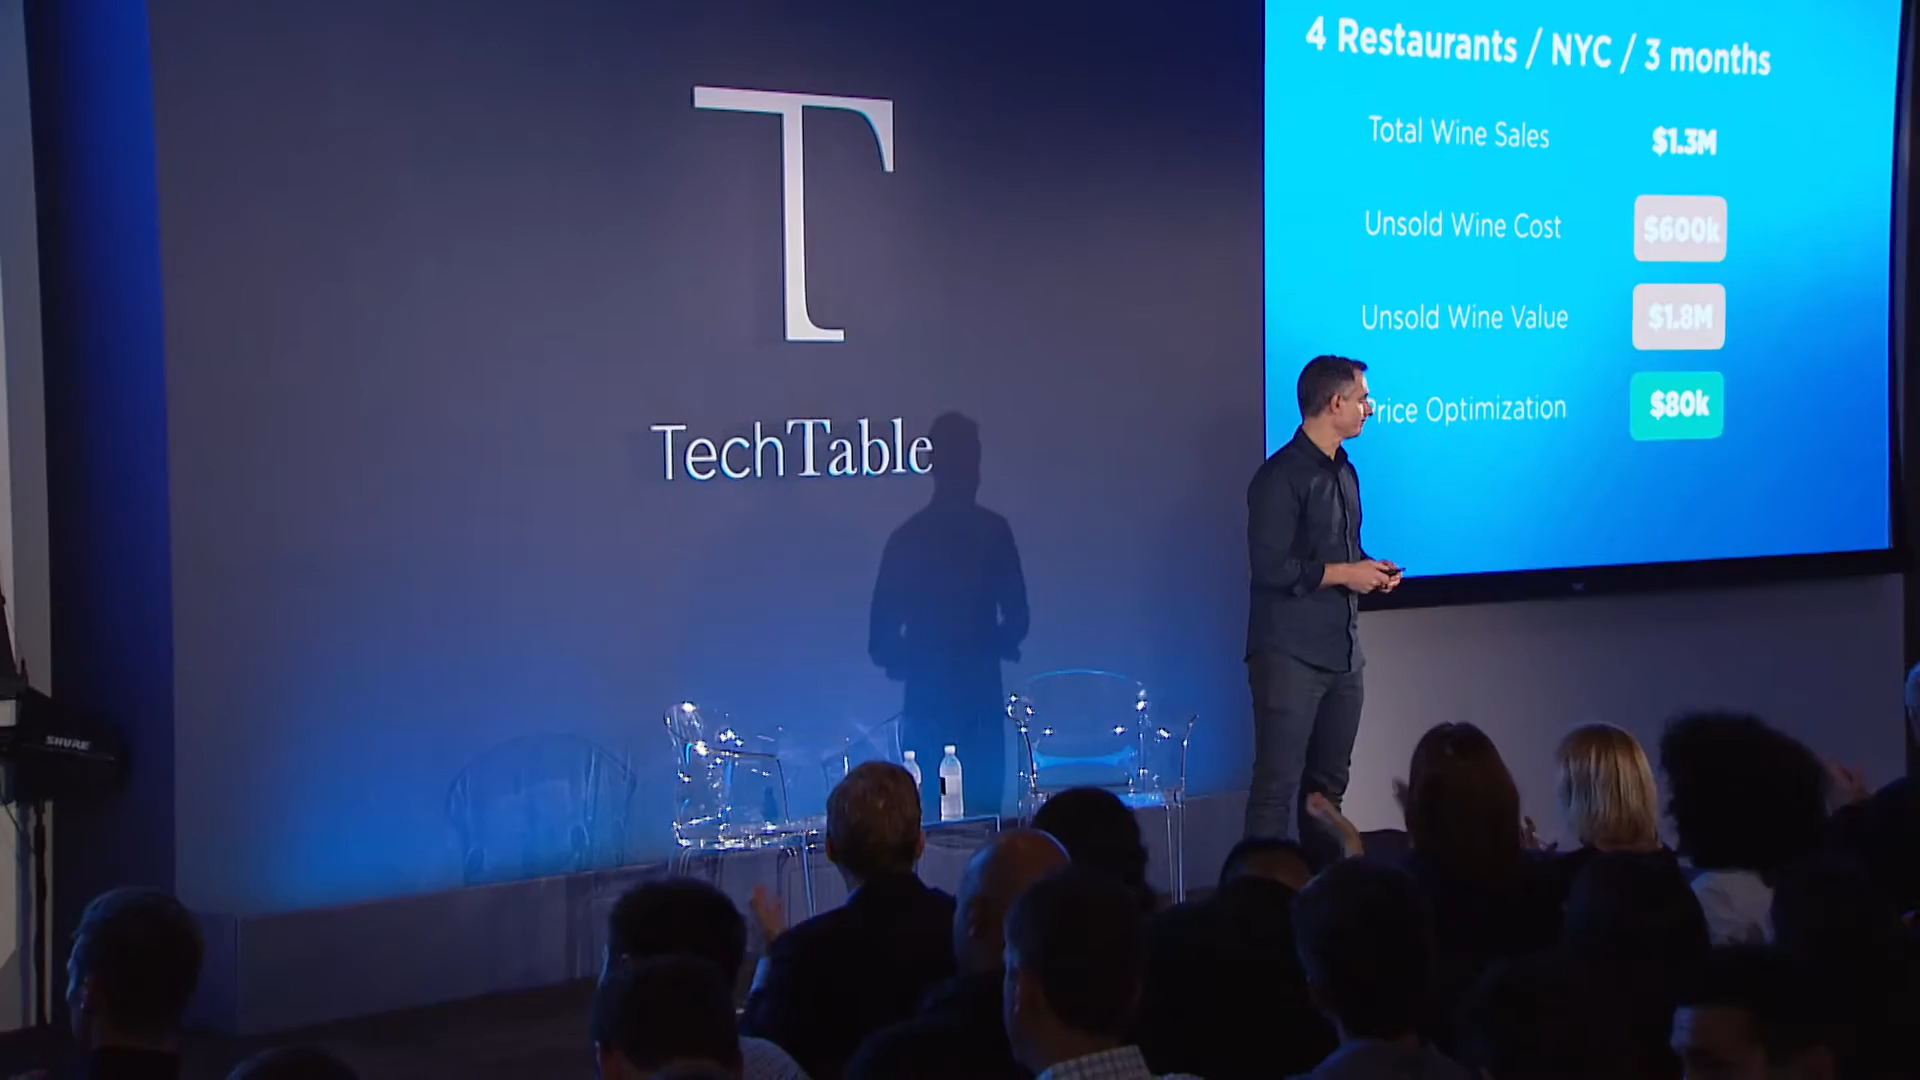 T
TechTable
4 Restaurants / NYC / 3 months
Total Wine Sales $1.3M
Unsold Wine Cost $600k
Unsold Wine Value $1.8M
Price Optimization $80k
SHURE